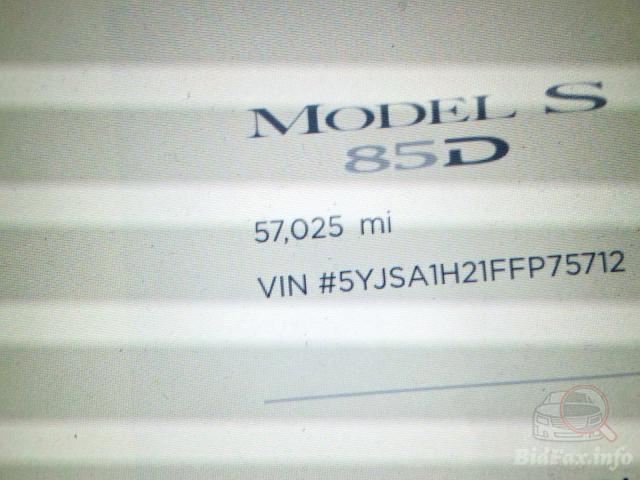 MODEL S
85D
57,025 mi
VIN #5YJSA1H21FFP75712
BidFax.info